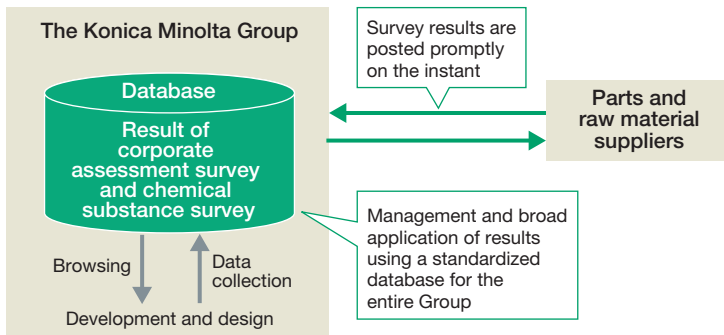 The Konica Minolta Group
Database
Result of
corporate
assessment survey
and chemical
substance survey
Browsing
Data
collection
Development and design
Survey results are
posted promptly
on the instant
Parts and
raw material
suppliers
Management and broad
application of results
using a standardized
database for the
entire Group